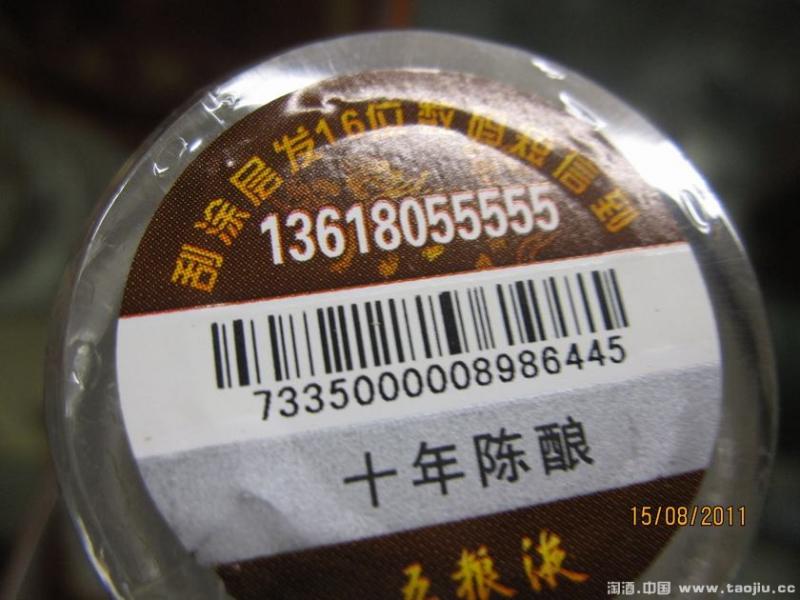 刮涂层发16位数码短信到
13618055555
7335000008986445
十年陈酿
五粮液
15/08/2011
淘酒.中国 www.taojiu.cc